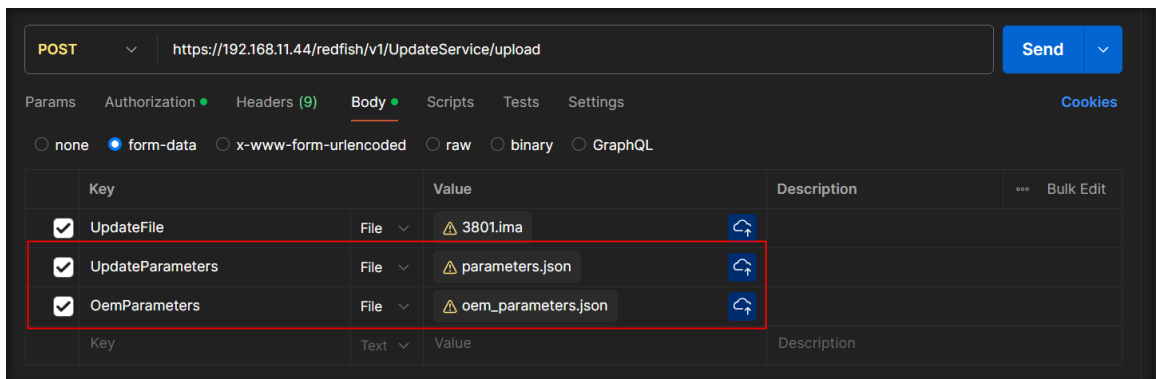 POST https://192.168.11.44/redfish/v1/UpdateService/upload Send
Params Authorization Headers (9) Body Scripts Tests Settings Cookies
none form-data x-www-form-urlencoded raw binary GraphQL
Key Value Description Bulk Edit
UpdateFile File 3801.ima
UpdateParameters File parameters.json
OemParameters File oem_parameters.json
Key Text Value Description